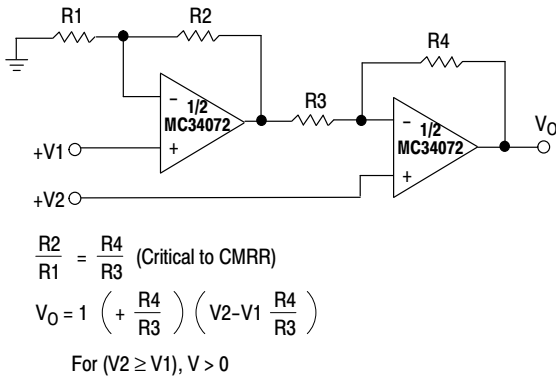 R1
R2
R3
R4
1/2
MC34072
1/2
MC34072
−
+
−
+
+V1
+V2
VO
R2/R1 = R4/R3 (Critical to CMRR)
VO = 1 ( + R4/R3 ) ( V2−V1 R4/R3 )
For (V2 ≥ V1), V > 0